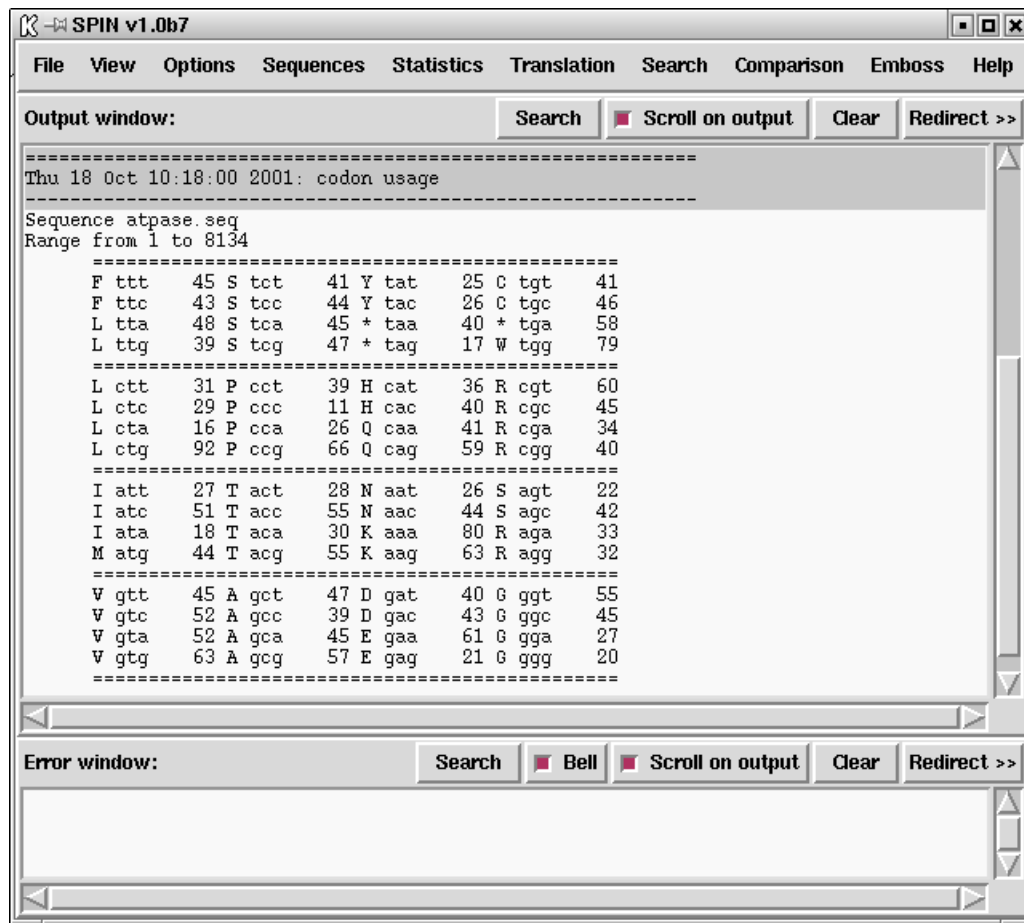 SPIN v1.0b7
File View Options Sequences Statistics Translation Search Comparison Emboss Help
Output window: Search Scroll on output Clear Redirect >>
============================================================
Thu 18 Oct 10:18:00 2001: codon usage
------------------------------------------------------------
Sequence atpase.seq
Range from 1 to 8134
===============================================
F ttt 45 S tct 41 Y tat 25 C tgt 41
F ttc 43 S tcc 44 Y tac 26 C tgc 46
L tta 48 S tca 45 * taa 40 * tga 58
L ttg 39 S tcg 47 * tag 17 W tgg 79
===============================================
L ctt 31 P cct 39 H cat 36 R cgt 60
L ctc 29 P ccc 11 H cac 40 R cgc 45
L cta 16 P cca 26 Q caa 41 R cga 34
L ctg 92 P ccg 66 Q cag 59 R cgg 40
===============================================
I att 27 T act 28 N aat 26 S agt 22
I atc 51 T acc 55 N aac 44 S agc 42
I ata 18 T aca 30 K aaa 80 R aga 33
M atg 44 T acg 55 K aag 63 R agg 32
===============================================
V gtt 45 A gct 47 D gat 40 G ggt 55
V gtc 52 A gcc 39 D gac 43 G ggc 45
V gta 52 A gca 45 E gaa 61 G gga 27
V gtg 63 A gcg 57 E gag 21 G ggg 20
===============================================
Error window: Search Bell Scroll on output Clear Redirect >>